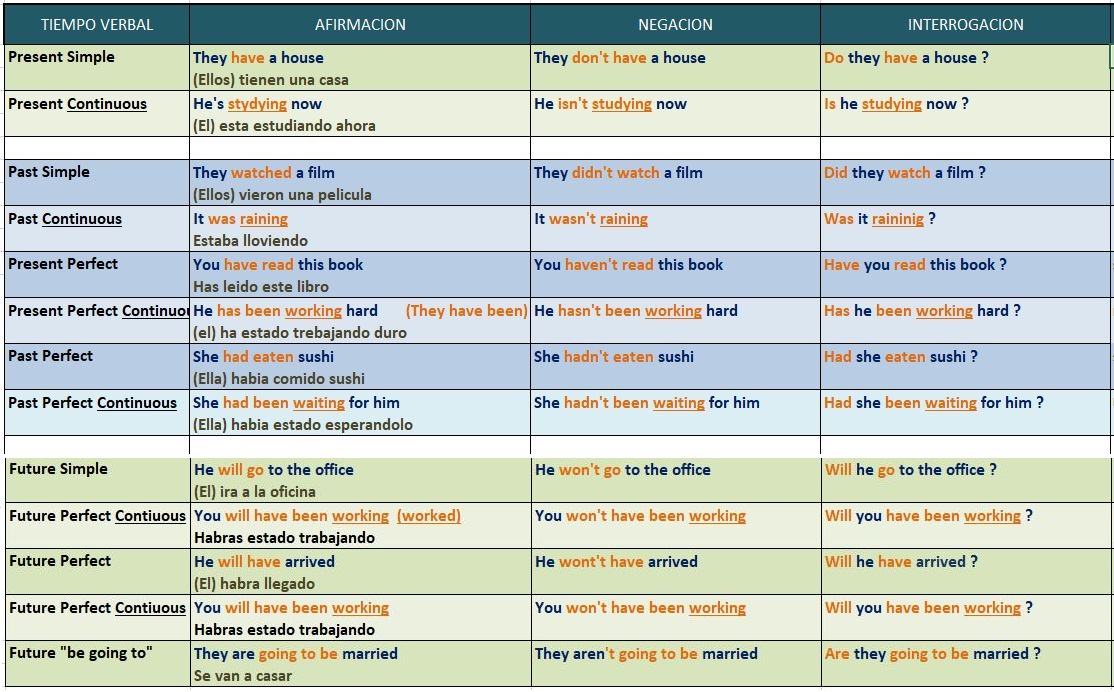 TIEMPO VERBAL AFIRMACION NEGACION INTERROGACION
Present Simple They have a house They don't have a house Do they have a house ?
(Ellos) tienen una casa
Present Continuous He's stydying now He isn't studying now Is he studying now ?
(El) esta estudiando ahora
Past Simple They watched a film They didn't watch a film Did they watch a film ?
(Ellos) vieron una pelicula
Past Continuous It was raining It wasn't raining Was it raininig ?
Estaba lloviendo
Present Perfect You have read this book You haven't read this book Have you read this book ?
Has leido este libro
Present Perfect Continuou He has been working hard (They have been) He hasn't been working hard Has he been working hard ?
(el) ha estado trebajando duro
Past Perfect She had eaten sushi She hadn't eaten sushi Had she eaten sushi ?
(Ella) habia comido sushi
Past Perfect Continuous She had been waiting for him She hadn't been waiting for him Had she been waiting for him ?
(Ella) habia estado esperandolo
Future Simple He will go to the office He won't go to the office Will he go to the office ?
(El) ira a la oficina
Future Perfect Contiuous You will have been working (worked) You won't have been working Will you have been working ?
Habras estado trabajando
Future Perfect He will have arrived He wont't have arrived Will he have arrived ?
(El) habra llegado
Future Perfect Contiuous You will have been working You won't have been working Will you have been working ?
Habras estado trabajando
Future "be going to" They are going to be married They aren't going to be married Are they going to be married ?
Se van a casar